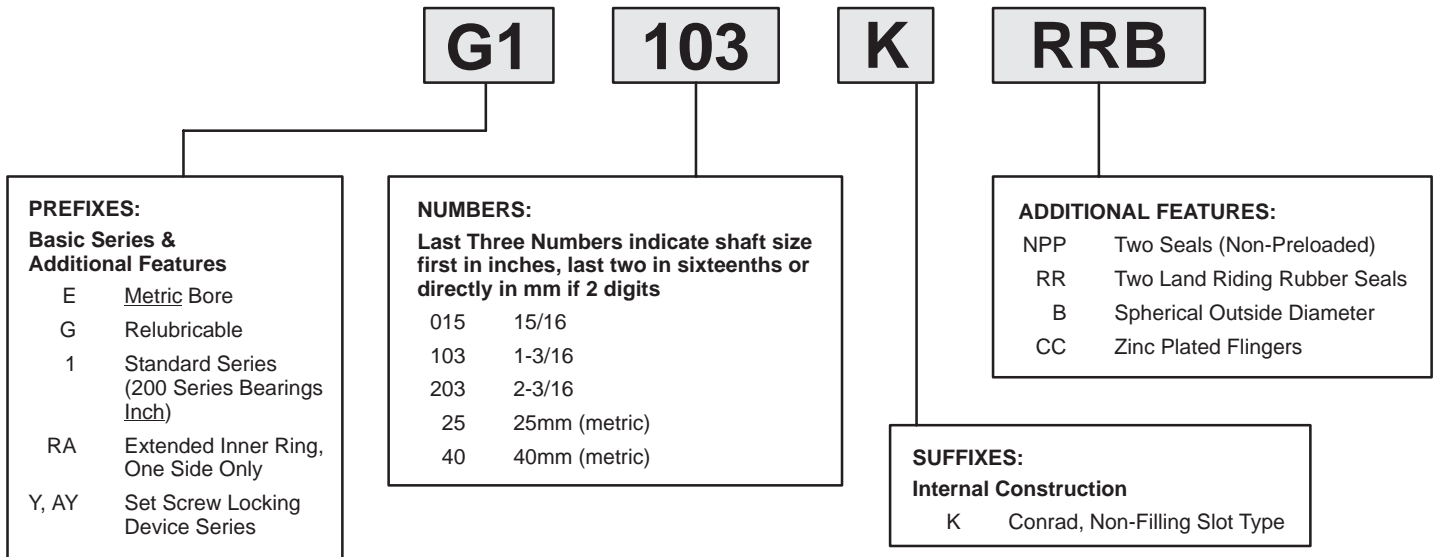 G1 103 K RRB
PREFIXES:
Basic Series &
Additional Features
E Metric Bore
G Relubricable
1 Standard Series
(200 Series Bearings
Inch)
RA Extended Inner Ring,
One Side Only
Y, AY Set Screw Locking
Device Series
NUMBERS:
Last Three Numbers indicate shaft size
first in inches, last two in sixteenths or
directly in mm if 2 digits
015 15/16
103 1-3/16
203 2-3/16
25 25mm (metric)
40 40mm (metric)
ADDITIONAL FEATURES:
NPP Two Seals (Non-Preloaded)
RR Two Land Riding Rubber Seals
B Spherical Outside Diameter
CC Zinc Plated Flingers
SUFFIXES:
Internal Construction
K Conrad, Non-Filling Slot Type